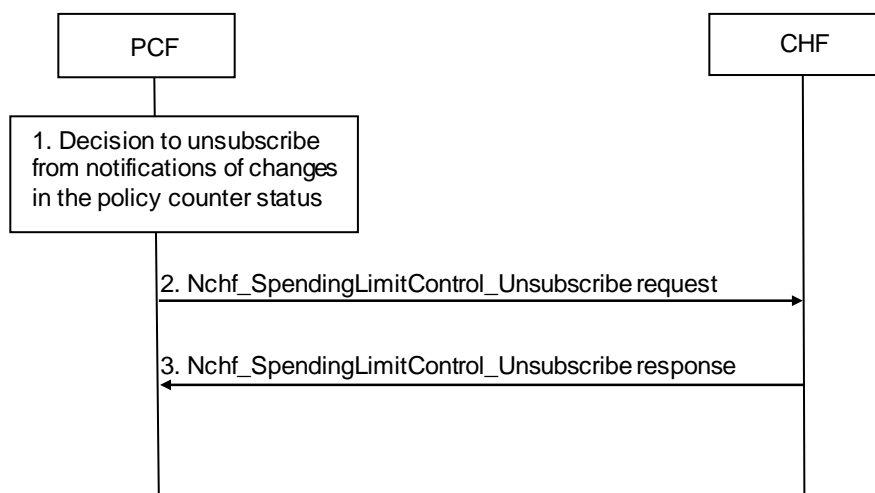 PCF
CHF
1. Decision to unsubscribe
from notifications of changes
in the policy counter status
2. Nchf_SpendingLimitControl_Unsubscribe request
3. Nchf_SpendingLimitControl_Unsubscribe response